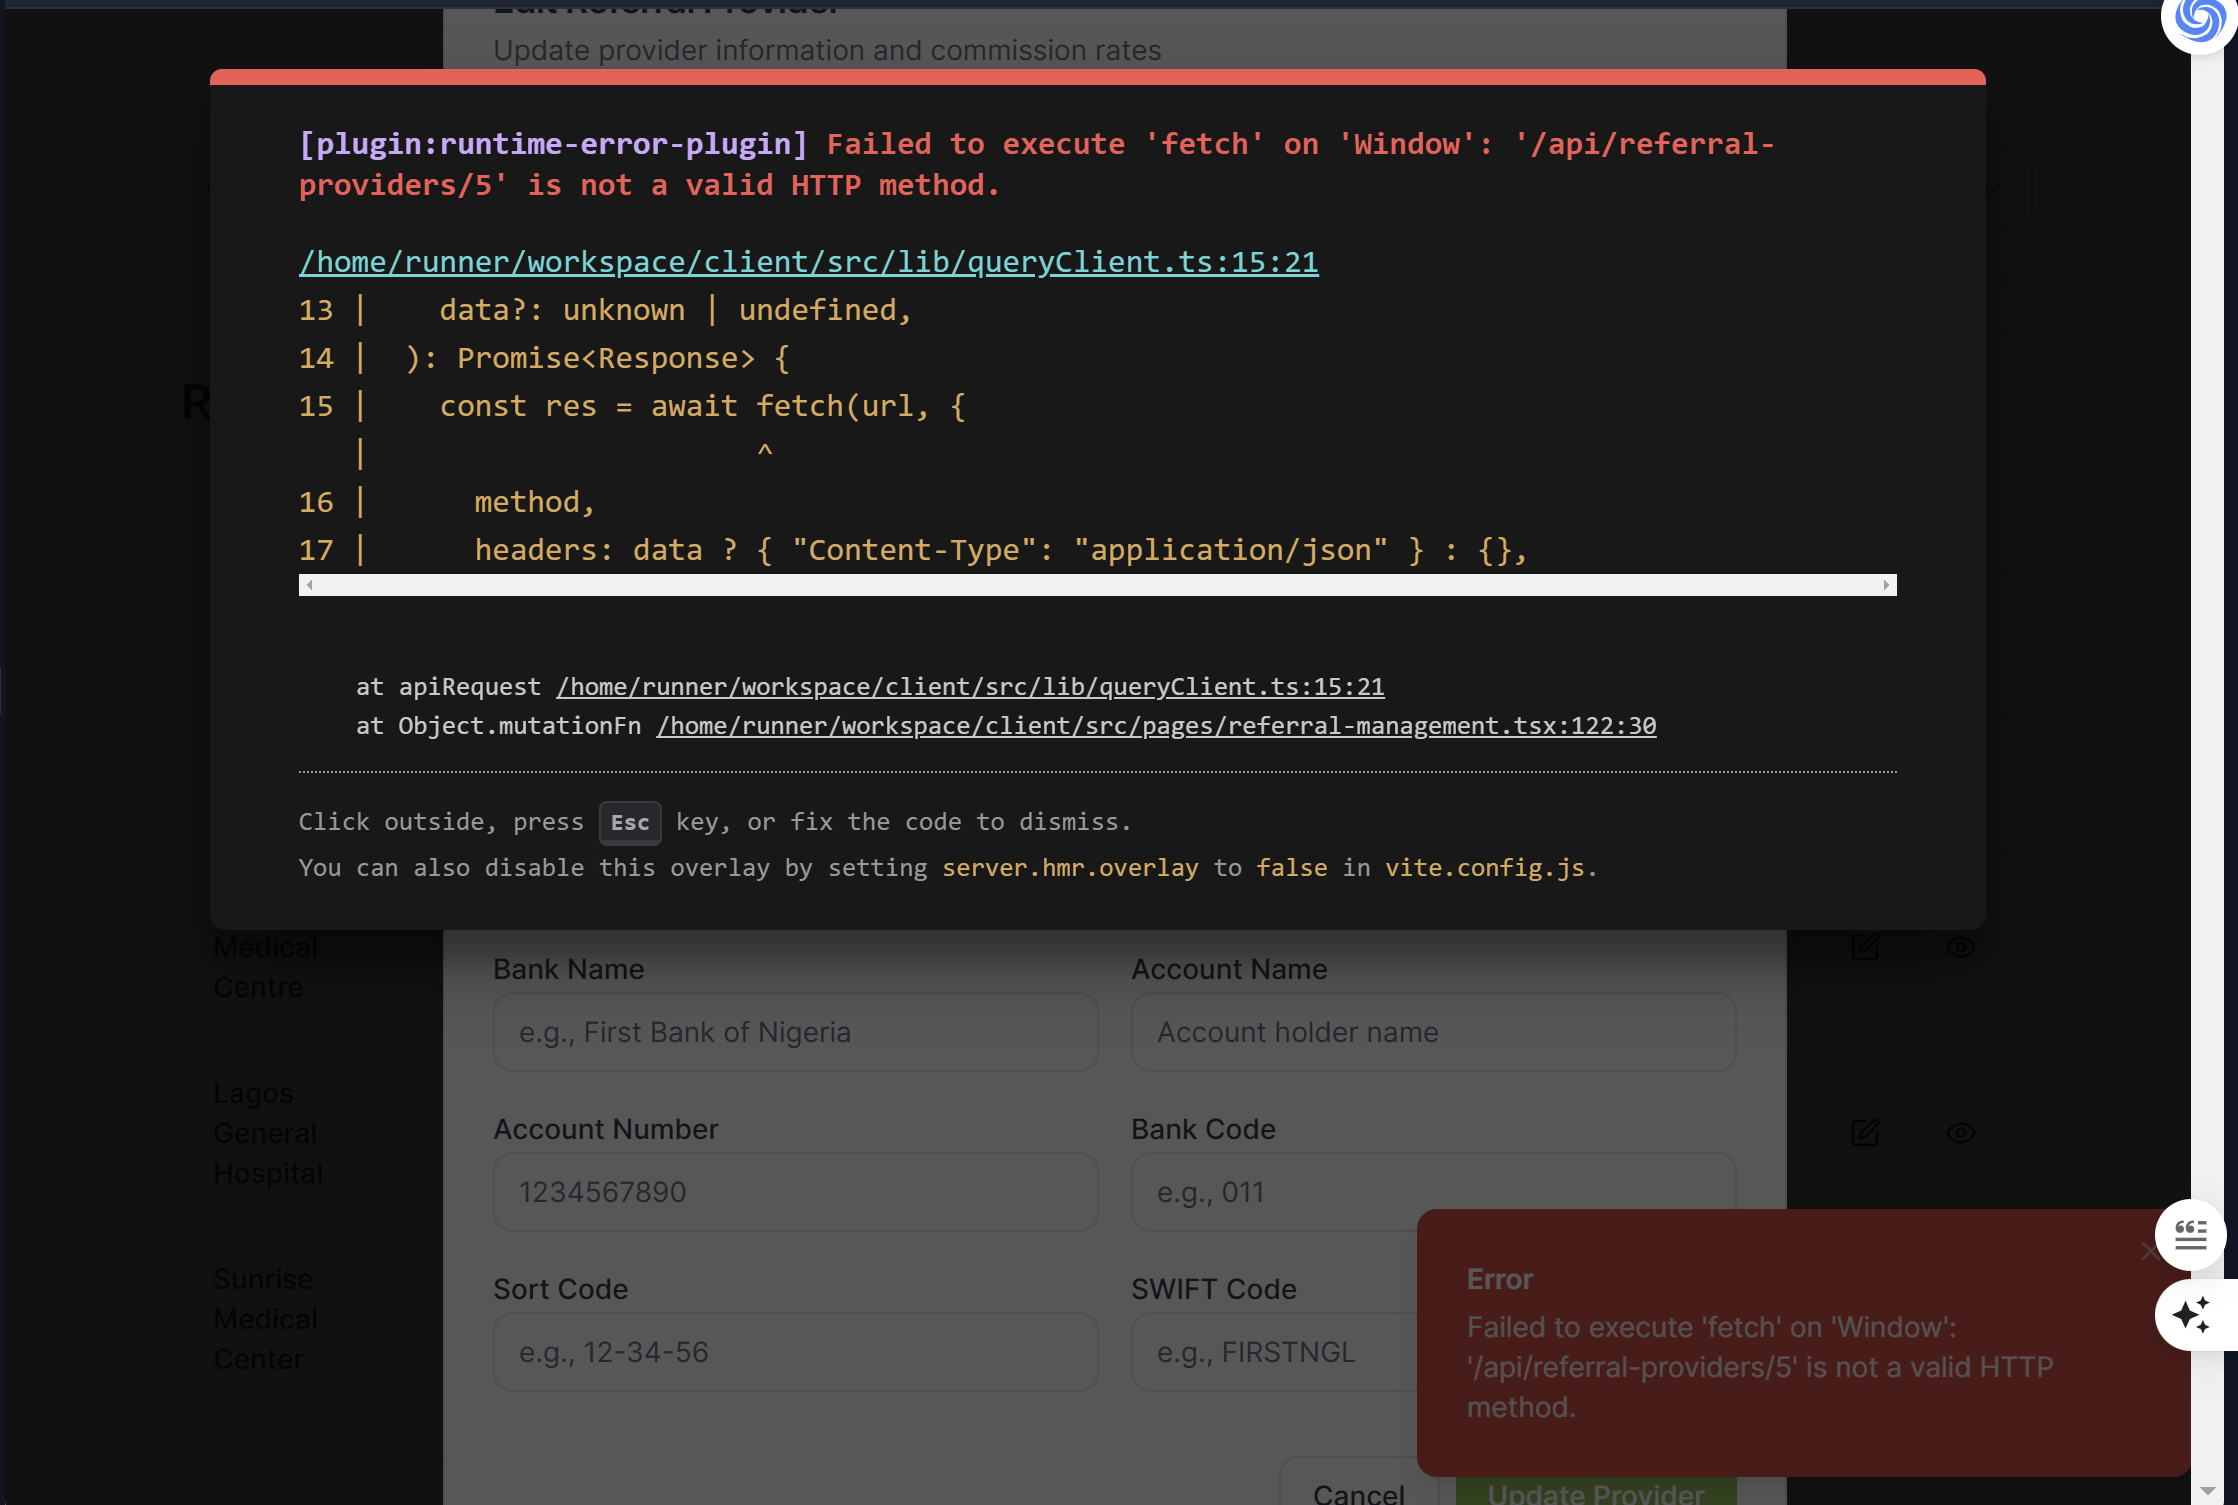 Edit Referral Provider
Update provider information and commission rates
[plugin:runtime-error-plugin] Failed to execute 'fetch' on 'Window': '/api/referral-
providers/5' is not a valid HTTP method.
/home/runner/workspace/client/src/lib/queryClient.ts:15:21
13 |    data?: unknown | undefined,
14 |  ): Promise<Response> {
15 |    const res = await fetch(url, {
   |                      ^
16 |      method,
17 |      headers: data ? { "Content-Type": "application/json" } : {},
at apiRequest /home/runner/workspace/client/src/lib/queryClient.ts:15:21
at Object.mutationFn /home/runner/workspace/client/src/pages/referral-management.tsx:122:30
Click outside, press Esc key, or fix the code to dismiss.
You can also disable this overlay by setting server.hmr.overlay to false in vite.config.js.
R
Medical
Centre
Lagos
General
Hospital
Sunrise
Medical
Center
Bank Name
Account Name
e.g., First Bank of Nigeria
Account holder name
Account Number
Bank Code
1234567890
e.g., 011
Sort Code
SWIFT Code
e.g., 12-34-56
e.g., FIRSTNGL
Error
Failed to execute 'fetch' on 'Window':
'/api/referral-providers/5' is not a valid HTTP
method.
Cancel
Update Provider